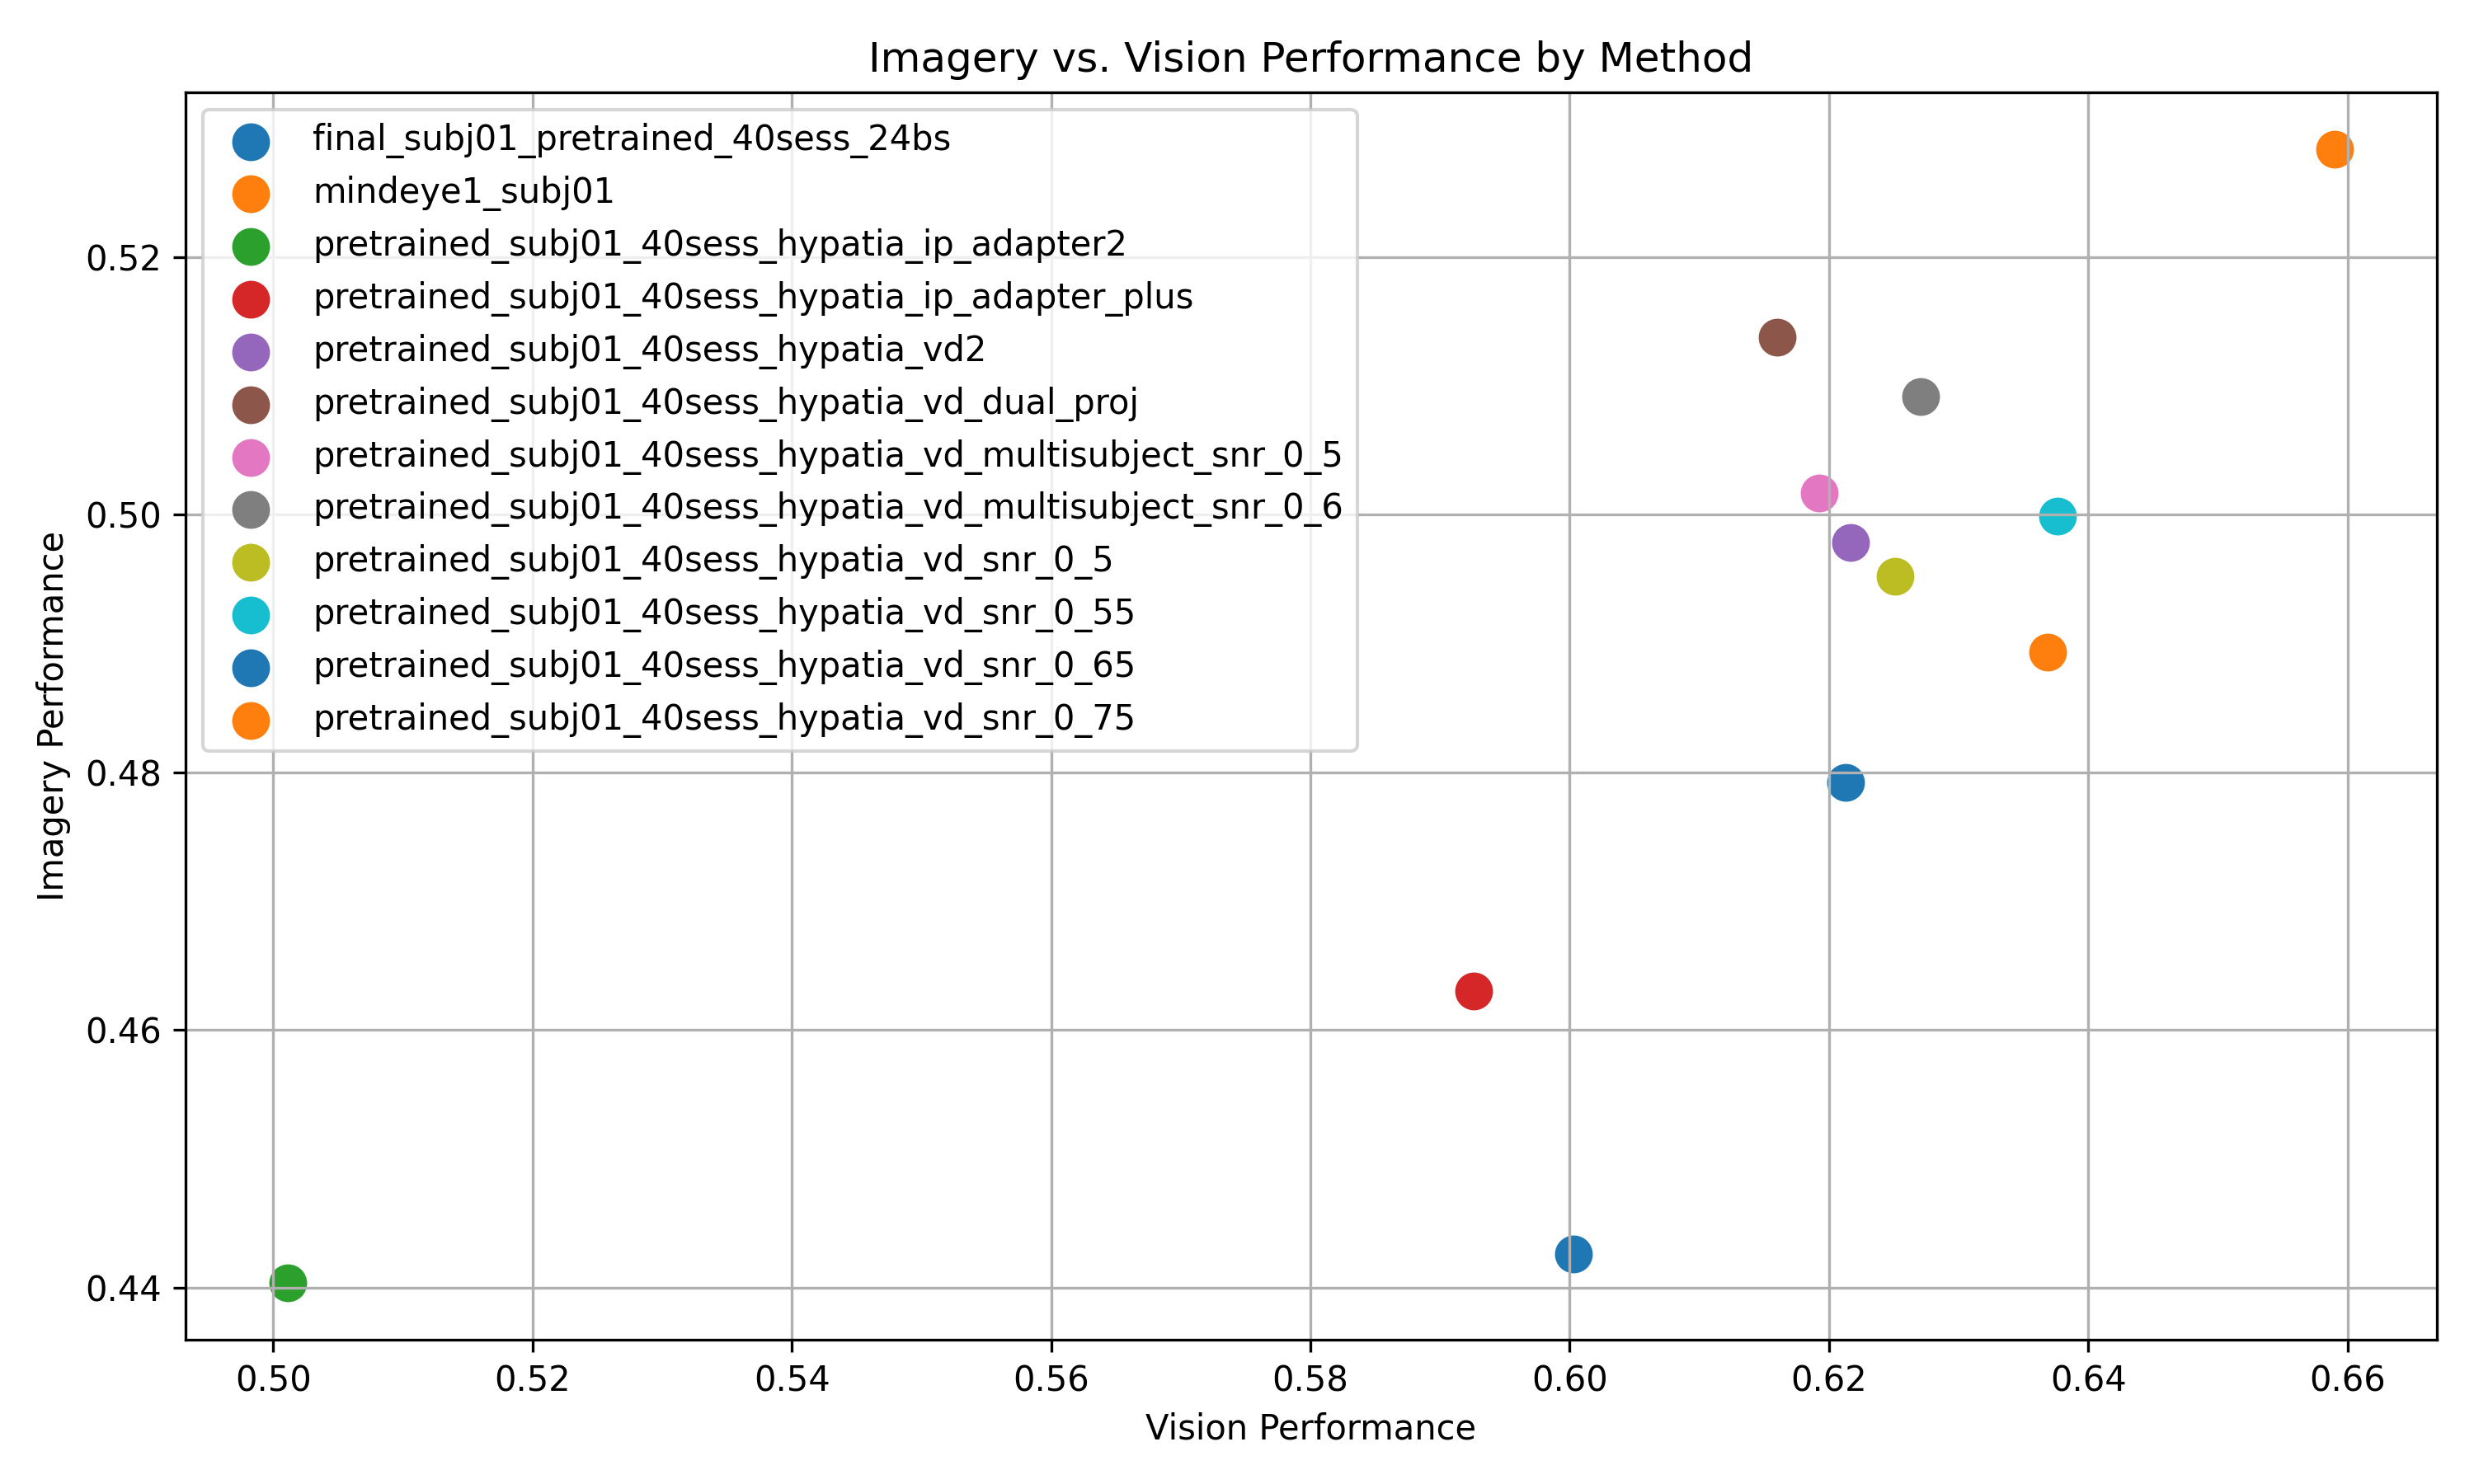 Imagery vs. Vision Performance by Method
final_subj01_pretrained_40sess_24bs
mindeye1_subj01
pretrained_subj01_40sess_hypatia_ip_adapter2
pretrained_subj01_40sess_hypatia_ip_adapter_plus
pretrained_subj01_40sess_hypatia_vd2
pretrained_subj01_40sess_hypatia_vd_dual_proj
pretrained_subj01_40sess_hypatia_vd_multisubject_snr_0_5
pretrained_subj01_40sess_hypatia_vd_multisubject_snr_0_6
pretrained_subj01_40sess_hypatia_vd_snr_0_5
pretrained_subj01_40sess_hypatia_vd_snr_0_55
pretrained_subj01_40sess_hypatia_vd_snr_0_65
pretrained_subj01_40sess_hypatia_vd_snr_0_75
Imagery Performance
0.52
0.50
0.48
0.46
0.44
0.50 0.52 0.54 0.56 0.58 0.60 0.62 0.64 0.66
Vision Performance